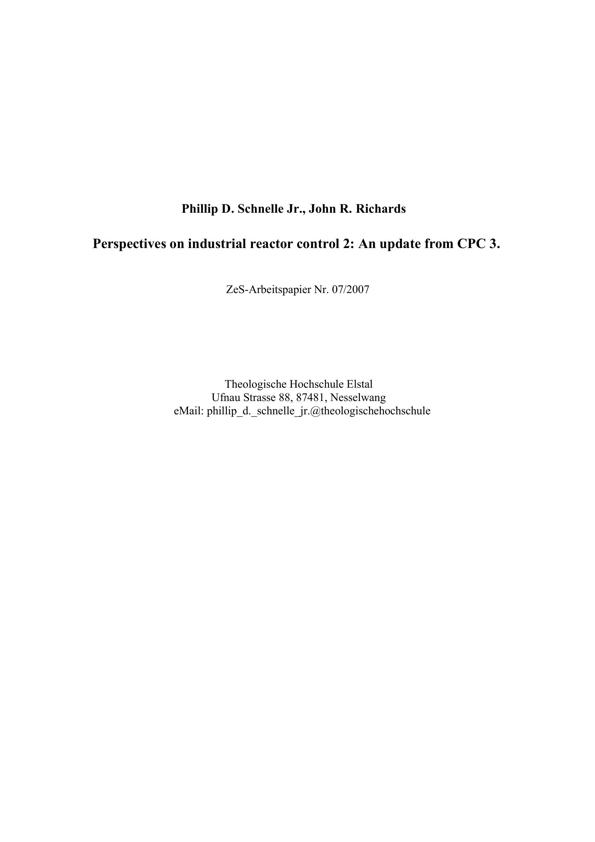 Phillip D. Schnelle Jr., John R. Richards
Perspectives on industrial reactor control 2: An update from CPC 3.
ZeS-Arbeitspapier Nr. 07/2007
Theologische Hochschule Elstal
Ufnau Strasse 88, 87481, Nesselwang
eMail: phillip_d._schnelle_jr.@theologischehochschule